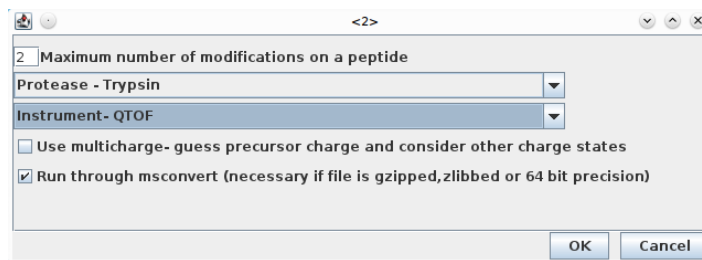 <2>
2 Maximum number of modifications on a peptide
Protease - Trypsin
Instrument- QTOF
Use multicharge- guess precursor charge and consider other charge states
Run through msconvert (necessary if file is gzipped,zlibbed or 64 bit precision)
OK Cancel